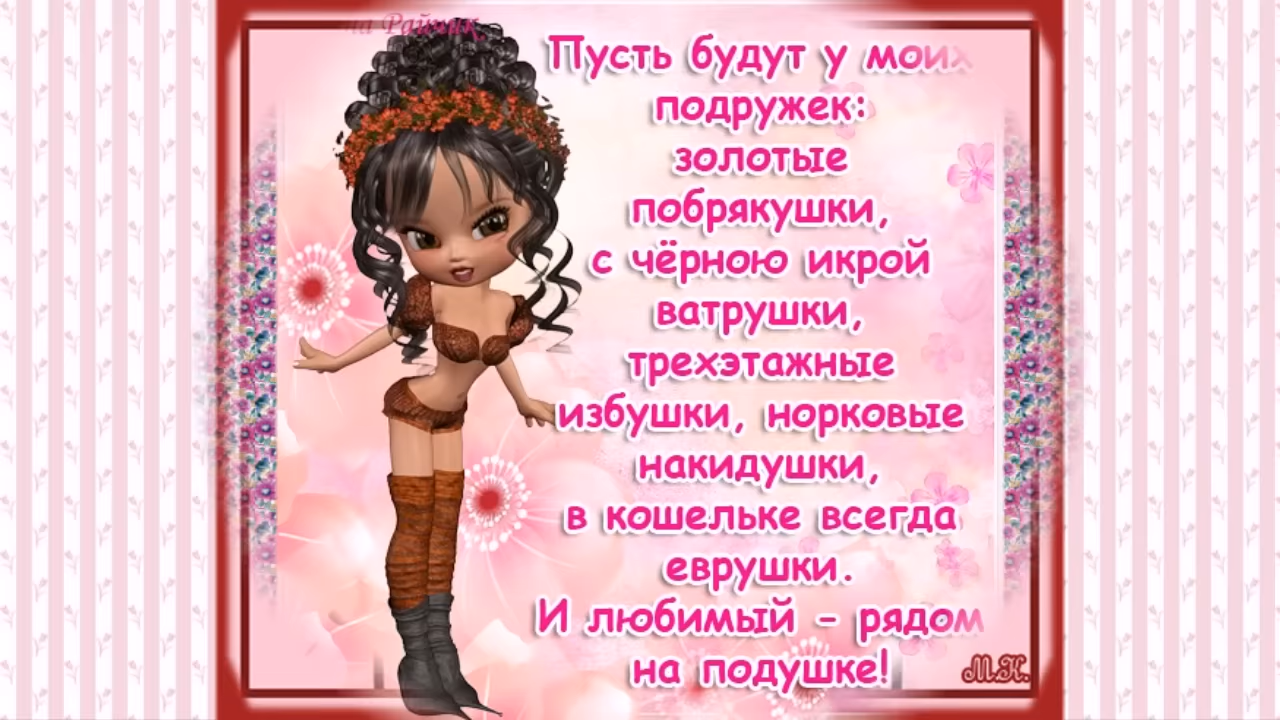 Райчик.
Пусть будут у моих
подружек:
золотые
побрякушки,
с чёрною икрой
ватрушки,
трехэтажные
избушки, норковые
накидушки,
в кошельке всегда
еврушки.
И любимый - рядом
на подушке!
М.К.